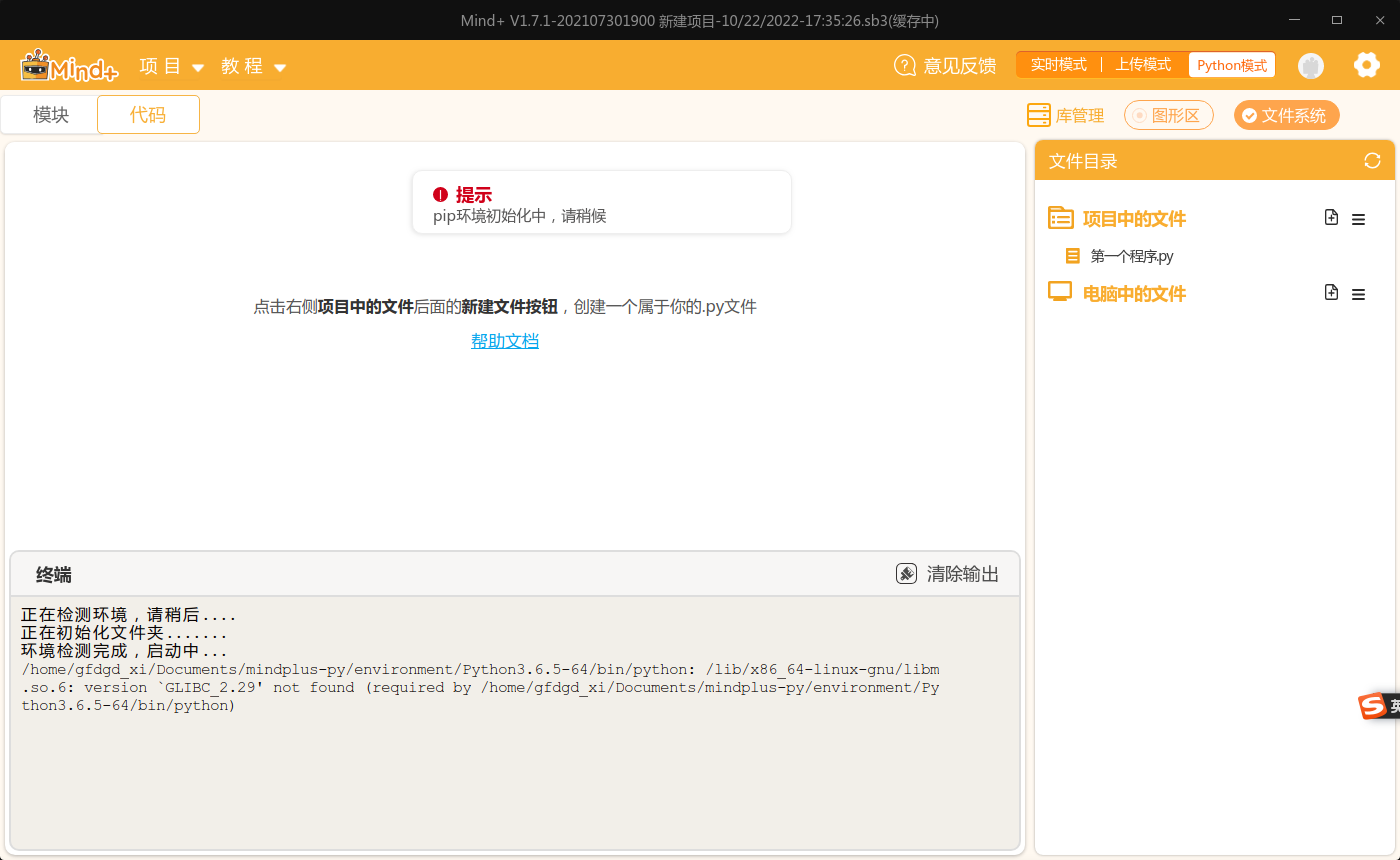 Mind+ V1.7.1-202107301900 新建项目-10/22/2022-17:35:26.sb3(缓存中)
Mind+ 项目 教程 意见反馈 实时模式 上传模式 Python模式
模块 代码 库管理 图形区 文件系统
文件目录
提示
pip环境初始化中，请稍候
项目中的文件
第一个程序.py
电脑中的文件
点击右侧项目中的文件后面的新建文件按钮，创建一个属于你的.py文件
帮助文档
终端 清除输出
正在检测环境，请稍后....
正在初始化文件夹.......
环境检测完成，启动中...
/home/gfdgd_xi/Documents/mindplus-py/environment/Python3.6.5-64/bin/python: /lib/x86_64-linux-gnu/libm
.so.6: version `GLIBC_2.29' not found (required by /home/gfdgd_xi/Documents/mindplus-py/environment/Py
thon3.6.5-64/bin/python)
S 英